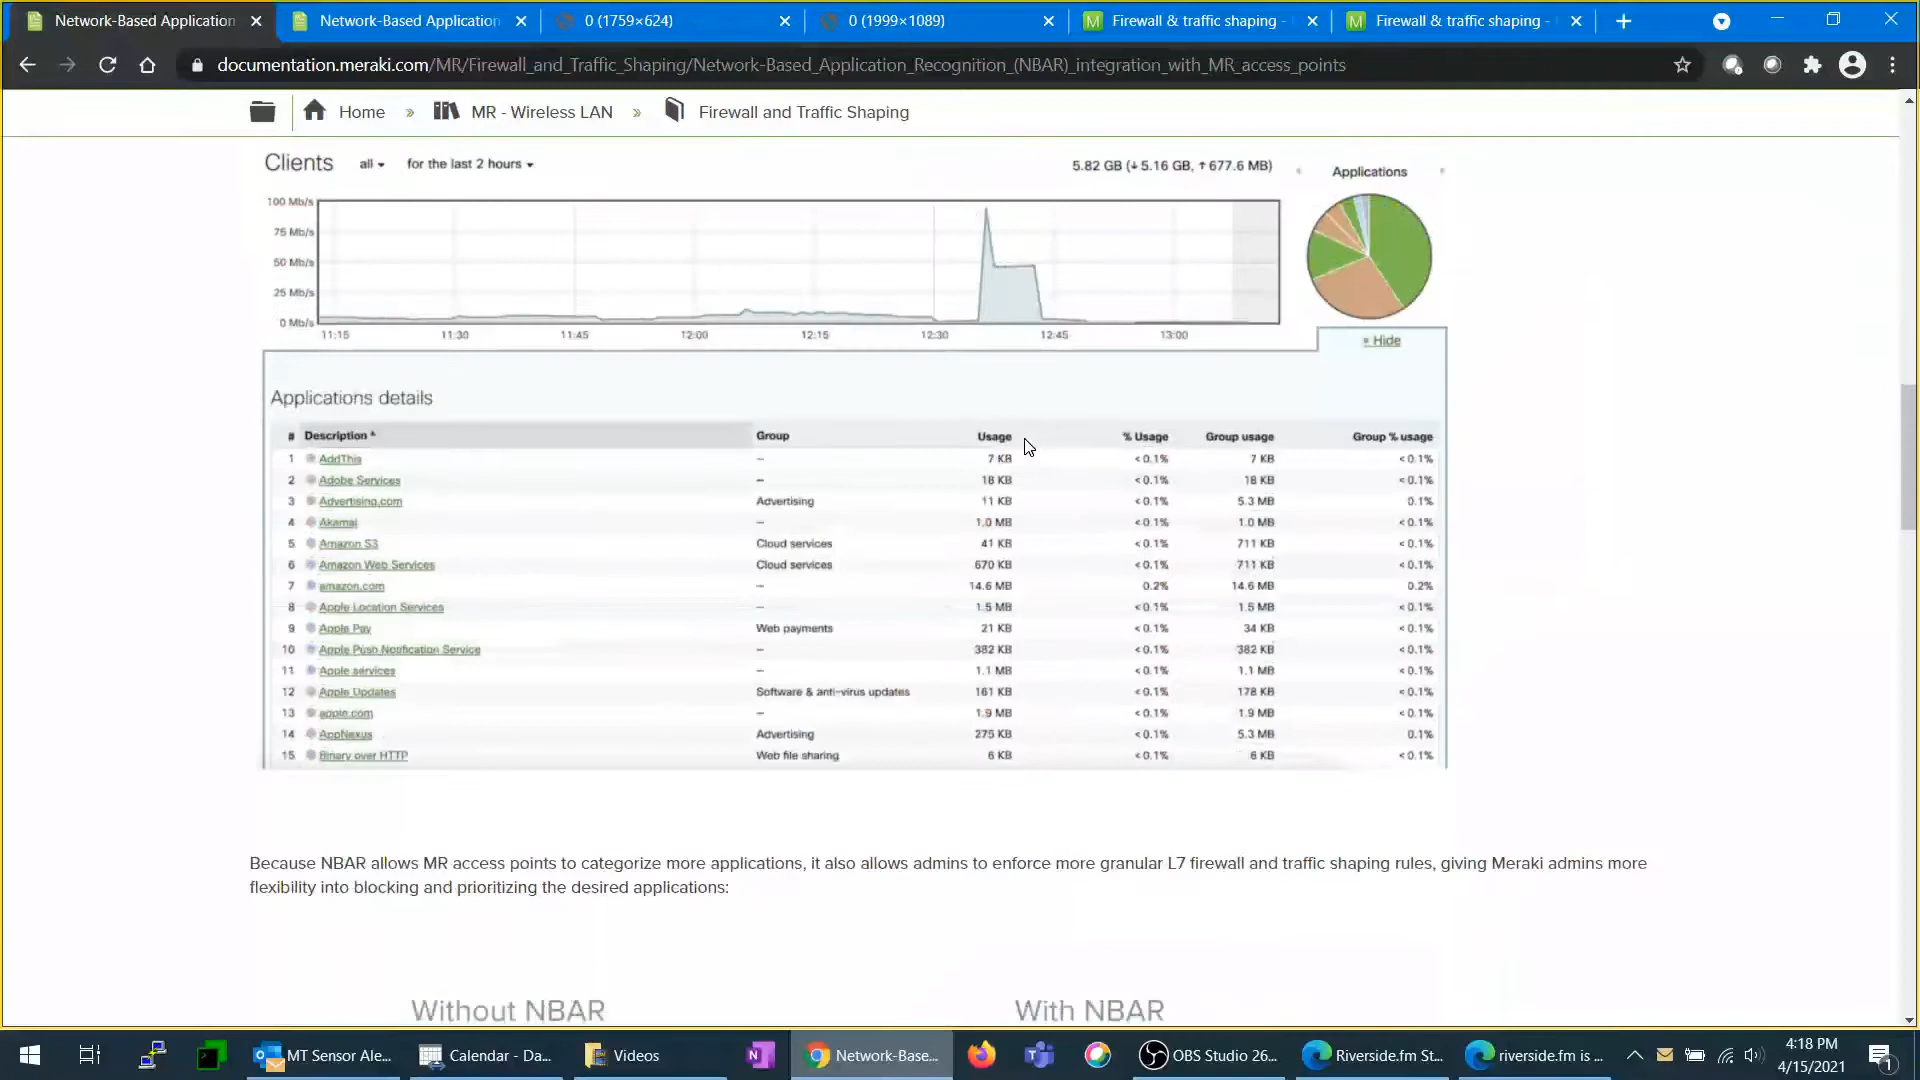 Network-Based Application
Network-Based Application
0 (1759×624)
0 (1999×1089)
Firewall & traffic shaping -
Firewall & traffic shaping -
documentation.meraki.com/MR/Firewall_and_Traffic_Shaping/Network-Based_Application_Recognition_(NBAR)_integration_with_MR_access_points
Home » MR - Wireless LAN » Firewall and Traffic Shaping
Clients all for the last 2 hours 5.82 GB (↓ 5.16 GB, ↑ 677.6 MB) Applications
100 Mb/s
75 Mb/s
50 Mb/s
25 Mb/s
0 Mb/s
11:15 11:30 11:45 12:00 12:15 12:30 12:45 13:00
Hide
Applications details
# Description Group Usage % Usage Group usage Group % usage
1 AddThis -- 7 KB < 0.1% 7 KB < 0.1%
2 Adobe Services -- 18 KB < 0.1% 18 KB < 0.1%
3 Advertising.com Advertising 11 KB < 0.1% 5.3 MB 0.1%
4 Akamai -- 1.0 MB < 0.1% 1.0 MB < 0.1%
5 Amazon S3 Cloud services 41 KB < 0.1% 711 KB < 0.1%
6 Amazon Web Services Cloud services 670 KB < 0.1% 711 KB < 0.1%
7 amazon.com -- 14.6 MB 0.2% 14.6 MB 0.2%
8 Apple Location Services -- 1.5 MB < 0.1% 1.5 MB < 0.1%
9 Apple Pay Web payments 21 KB < 0.1% 34 KB < 0.1%
10 Apple Push Notification Service -- 382 KB < 0.1% 382 KB < 0.1%
11 Apple services -- 1.1 MB < 0.1% 1.1 MB < 0.1%
12 Apple Updates Software & anti-virus updates 161 KB < 0.1% 178 KB < 0.1%
13 apple.com -- 1.9 MB < 0.1% 1.9 MB < 0.1%
14 AppNexus Advertising 275 KB < 0.1% 5.3 MB 0.1%
15 Binary over HTTP Web file sharing 6 KB < 0.1% 6 KB < 0.1%
Because NBAR allows MR access points to categorize more applications, it also allows admins to enforce more granular L7 firewall and traffic shaping rules, giving Meraki admins more
flexibility into blocking and prioritizing the desired applications:
Without NBAR With NBAR
MT Sensor Ale... Calendar - Da... Videos Network-Base... OBS Studio 26... Riverside.fm St... riverside.fm is ...
4:18 PM
4/15/2021
1